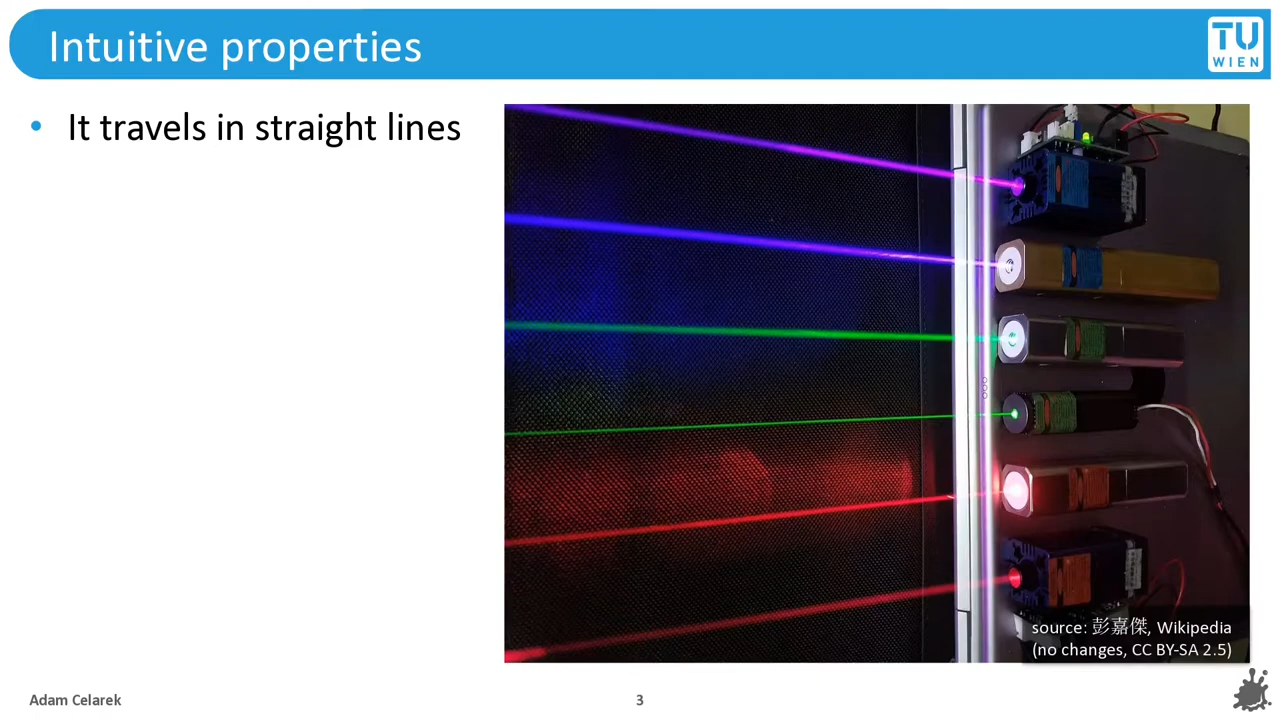 Intuitive properties
TU
WIEN
• It travels in straight lines
source: 彭嘉傑, Wikipedia
(no changes, CC BY-SA 2.5)
Adam Celarek
3